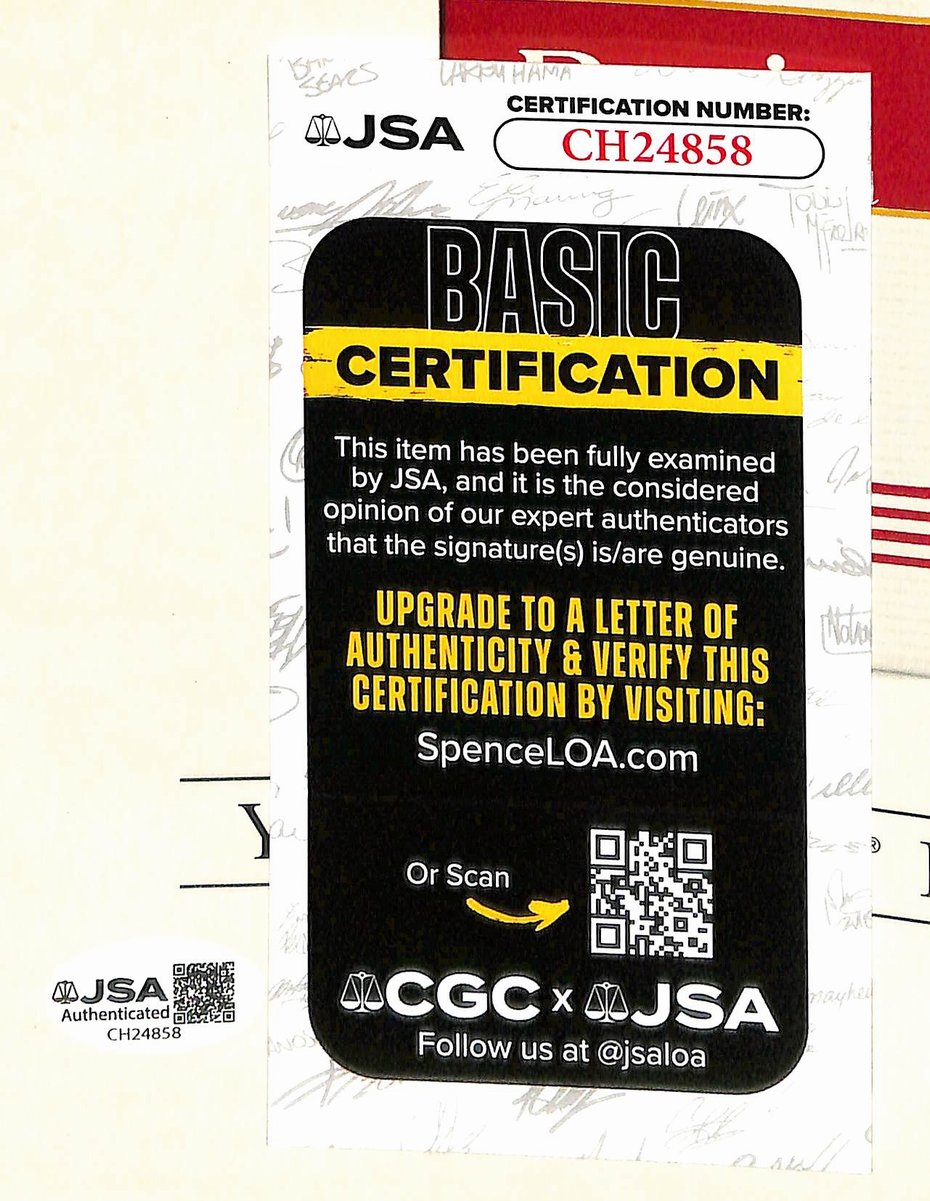 CERTIFICATION NUMBER:
JSA
CH24858
BASIC
CERTIFICATION
This item has been fully examined
by JSA, and it is the considered
opinion of our expert authenticators
that the signature(s) is/are genuine.
UPGRADE TO A LETTER OF
AUTHENTICITY & VERIFY THIS
CERTIFICATION BY VISITING:
SpenceLOA.com
Or Scan
CGC x JSA
Follow us at @jsaloa
JSA
Authenticated
CH24858